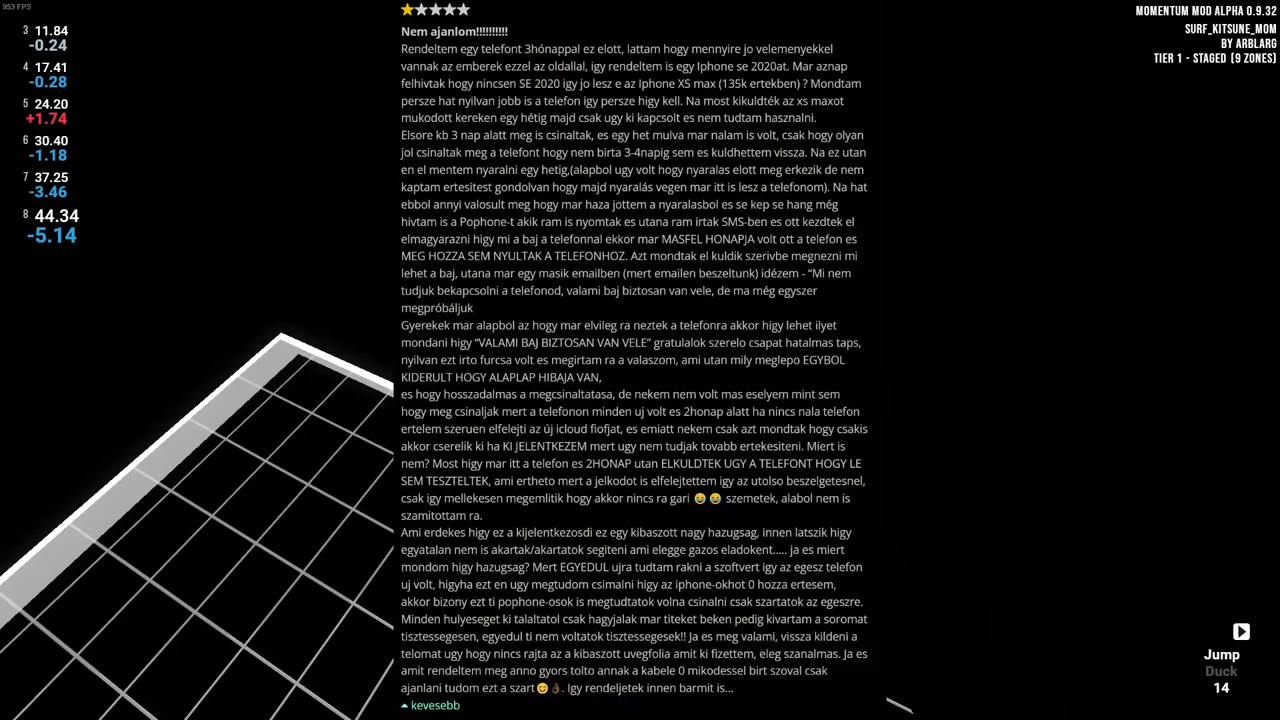 953 FPS
3 11.84
-0.24
4 17.41
-0.28
5 24.20
+1.74
6 30.40
-1.18
7 37.25
-3.46
8 44.34
-5.14
Nem ajanlom!!!!!!!!!!
Rendeltem egy telefont 3hónappal ez elott, lattam hogy mennyire jo velemenyekkel
vannak az emberek ezzel az oldallal, igy rendeltem is egy Iphone se 2020at. Mar aznap
felhivtak hogy nincsen SE 2020 igy jo lesz e az Iphone XS max (135k ertekben) ? Mondtam
persze hat nyilvan jobb is a telefon igy persze higy kell. Na most kikuldték az xs maxot
mukodott kereken egy hétig majd csak ugy ki kapcsolt es nem tudtam hasznalni.
Elsore kb 3 nap alatt meg is csinaltak, es egy het mulva mar nalam is volt, csak hogy olyan
jol csinaltak meg a telefont hogy nem birta 3-4napig sem es kuldhettem vissza. Na ez utan
en el mentem nyaralni egy hetig,(alapbol ugy volt hogy nyaralas elott meg erkezik de nem
kaptam ertesitest gondolvan hogy majd nyaralás vegen mar itt is lesz a telefonom). Na hat
ebbol annyi valosult meg hogy mar haza jottem a nyaralasbol es se kep se hang még
hivtam is a Pophone-t akik ram is nyomtak es utana ram irtak SMS-ben es ott kezdtek el
elmagyarazni higy mi a baj a telefonnal ekkor mar MASFEL HONAPJA volt ott a telefon es
MEG HOZZA SEM NYULTAK A TELEFONHOZ. Azt mondtak el kuldik szerivbe megnezni mi
lehet a baj, utana mar egy masik emailben (mert emailen beszeltunk) idézem - “Mi nem
tudjuk bekapcsolni a telefonod, valami baj biztosan van vele, de ma még egyszer
megpróbáljuk
Gyerekek mar alapbol az hogy mar elvileg ra neztek a telefonra akkor higy lehet ilyet
mondani higy “VALAMI BAJ BIZTOSAN VAN VELE” gratulalok szerelo csapat hatalmas taps,
nyilvan ezt irto furcsa volt es megirtam ra a valaszom, ami utan mily meglepo EGYBOL
KIDERULT HOGY ALAPLAP HIBAJA VAN,
es hogy hosszadalmas a megcsinaltatasa, de nekem nem volt mas eselyem mint sem
hogy meg csinaljak mert a telefonon minden uj volt es 2honap alatt ha nincs nala telefon
ertelem szeruen elfelejti az új icloud fiofjat, es emiatt nekem csak azt mondtak hogy csakis
akkor cserelik ki ha KI JELENTKEZEM mert ugy nem tudjak tovabb ertekesiteni. Miert is
nem? Most higy mar itt a telefon es 2HONAP utan ELKULDTEK UGY A TELEFONT HOGY LE
SEM TESZTELTEK, ami ertheto mert a jelkodot is elfelejtettem igy az utolso beszelgetesnel,
csak igy mellekesen megemlitik hogy akkor nincs ra gari 😂 😂 szemetek, alabol nem is
szamitottam ra.
Ami erdekes higy ez a kijelentkezosdi ez egy kibaszott nagy hazugsag, innen latszik higy
egyatalan nem is akartak/akartatok segiteni ami elegge gazos eladokent..... ja es miert
mondom higy hazugsag? Mert EGYEDUL ujra tudtam rakni a szoftvert igy az egesz telefon
uj volt, higyha ezt en ugy megtudom csimalni higy az iphone-okhot 0 hozza ertesem,
akkor bizony ezt ti pophone-osok is megtudtatok volna csinalni csak szartatok az egeszre.
Minden hulyeseget ki talaltatol csak hagyjalak mar titeket beken pedig kivartam a soromat
tisztessegesen, egyedul ti nem voltatok tisztessegesek!! Ja es meg valami, vissza kildeni a
telomat ugy hogy nincs rajta az a kibaszott uvegfolia amit ki fizettem, eleg szanalmas. Ja es
amit rendeltem meg anno gyors tolto annak a kabele 0 mikodessel birt szoval csak
ajanlani tudom ezt a szart😊👌🏿. Igy rendeljetek innen barmit is...
kevesebb
MOMENTUM MOD ALPHA 0.9.32
SURF_KITSUNE_MOM
BY ARBLARG
TIER 1 - STAGED (9 ZONES)
Jump
Duck
14